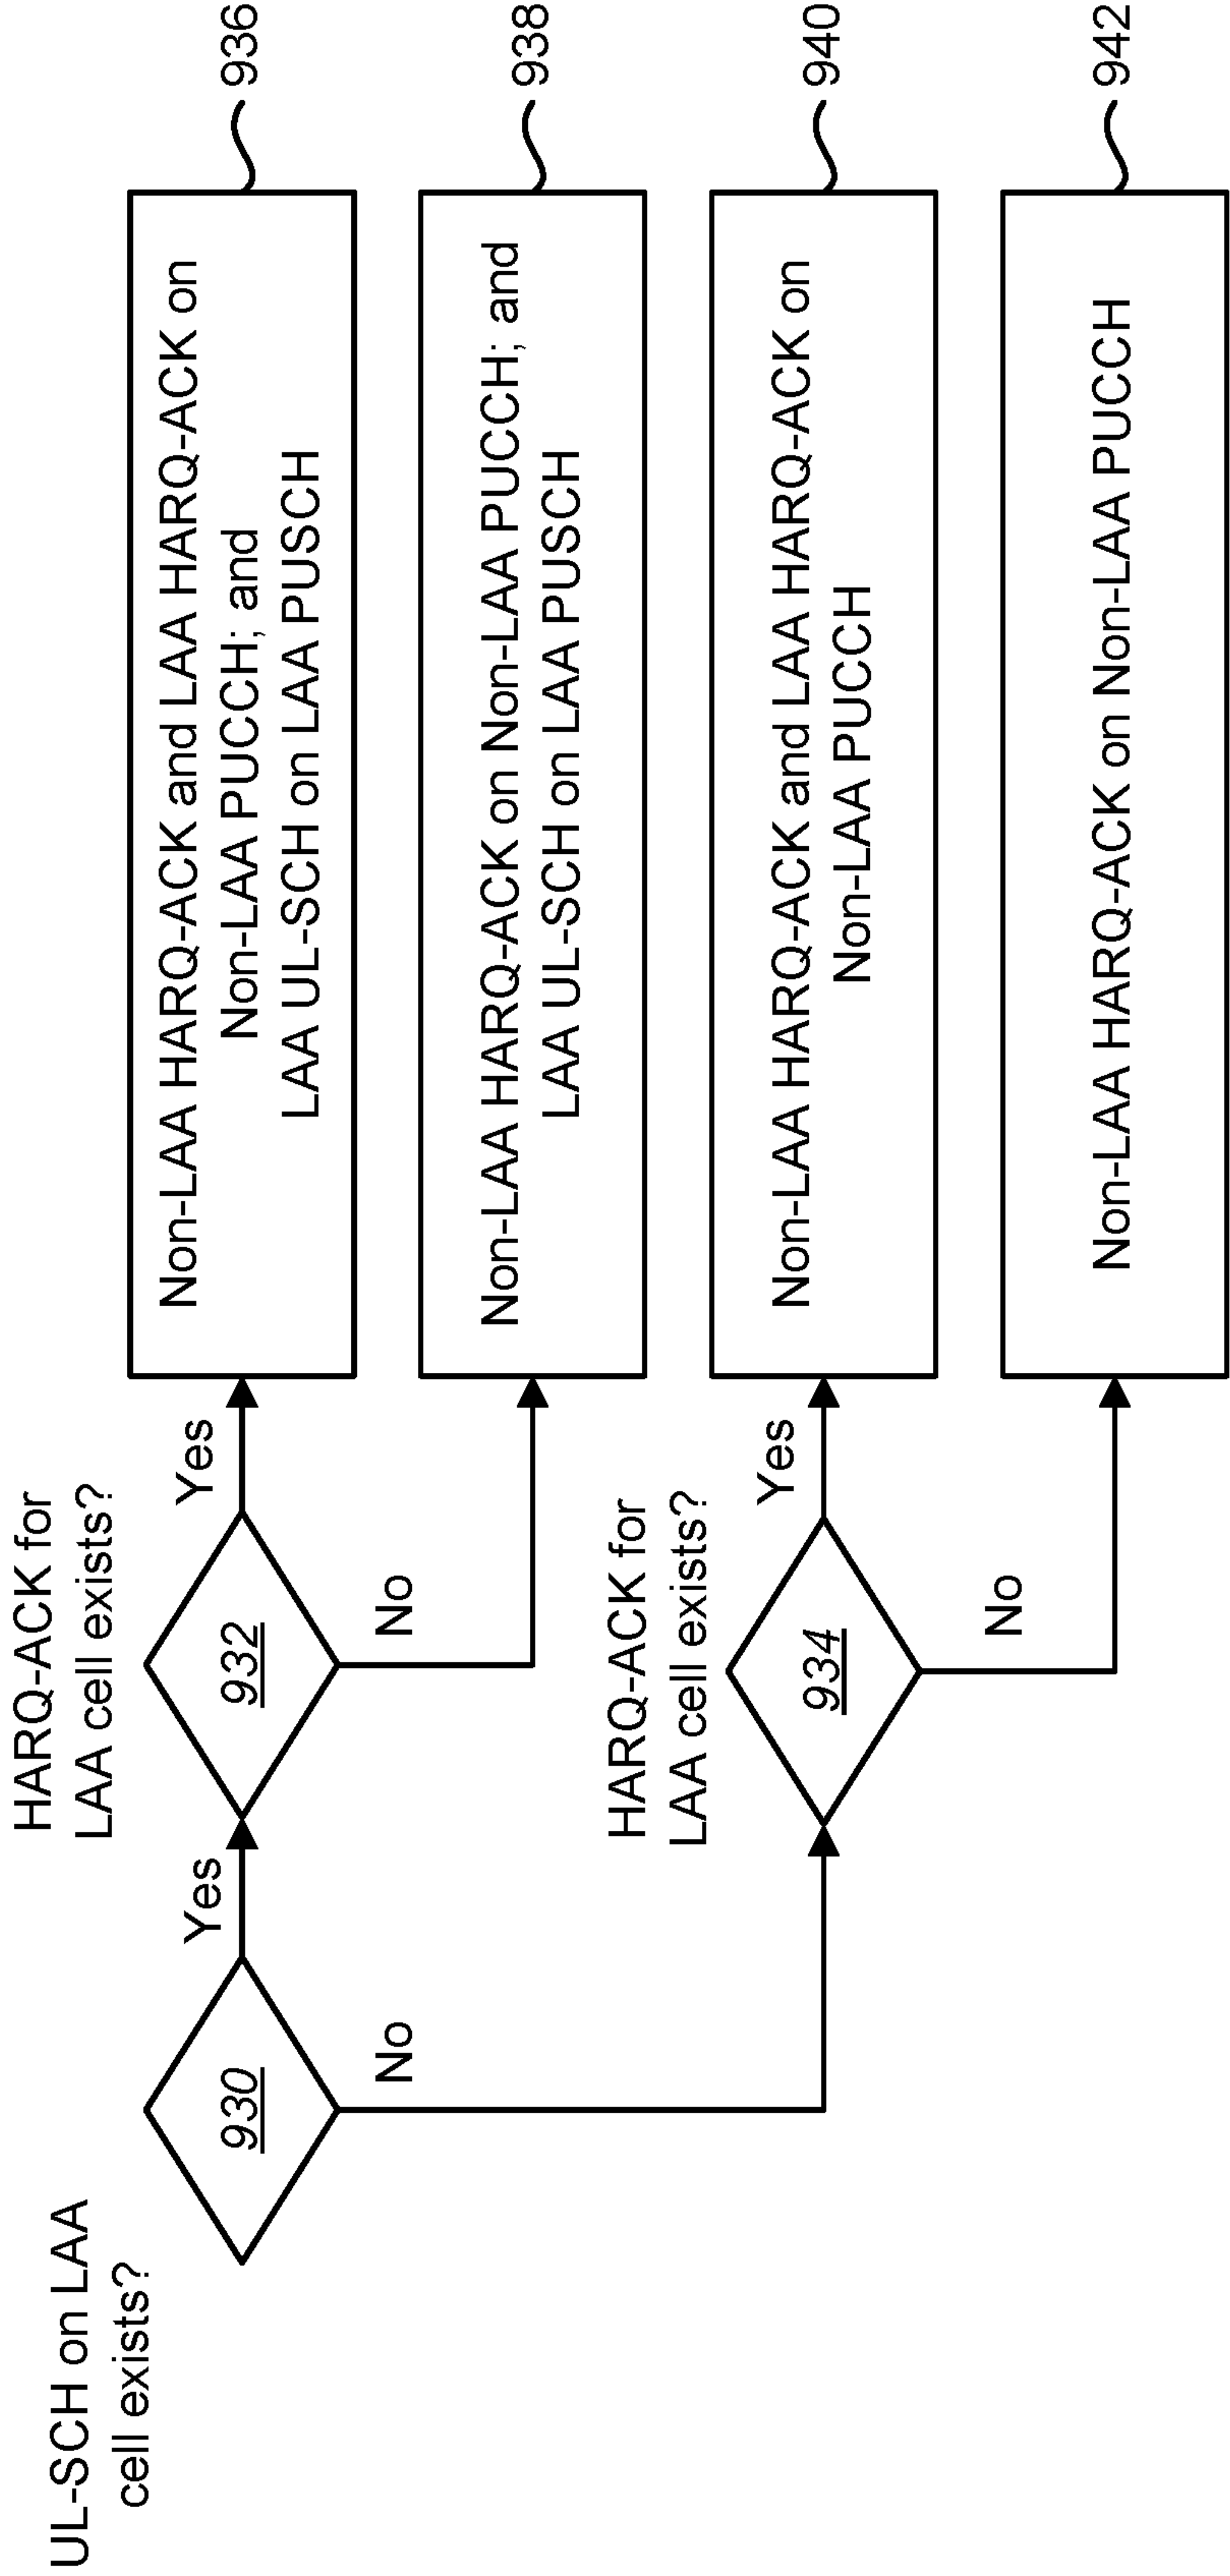 UL-SCH on LAA
cell exists?
930
Yes
No
HARQ-ACK for
LAA cell exists?
932
Yes
No
Non-LAA HARQ-ACK and LAA HARQ-ACK on
Non-LAA PUCCH; and
LAA UL-SCH on LAA PUSCH
936
Non-LAA HARQ-ACK on Non-LAA PUCCH; and
LAA UL-SCH on LAA PUSCH
938
HARQ-ACK for
LAA cell exists?
934
Yes
No
Non-LAA HARQ-ACK and LAA HARQ-ACK on
Non-LAA PUCCH
940
Non-LAA HARQ-ACK on Non-LAA PUCCH
942